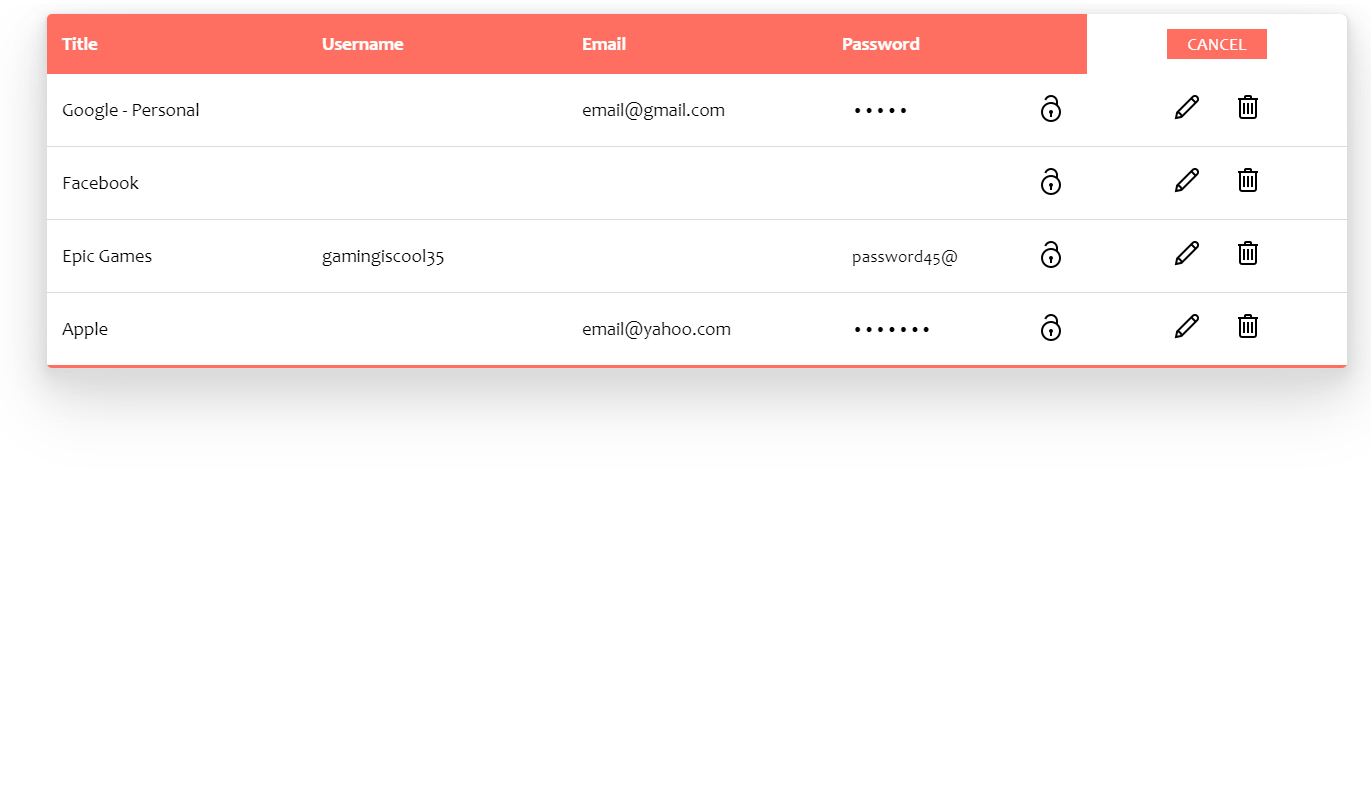 Title Username Email Password CANCEL
Google - Personal email@gmail.com •••••
Facebook
Epic Games gamingiscool35 password45@
Apple email@yahoo.com •••••••